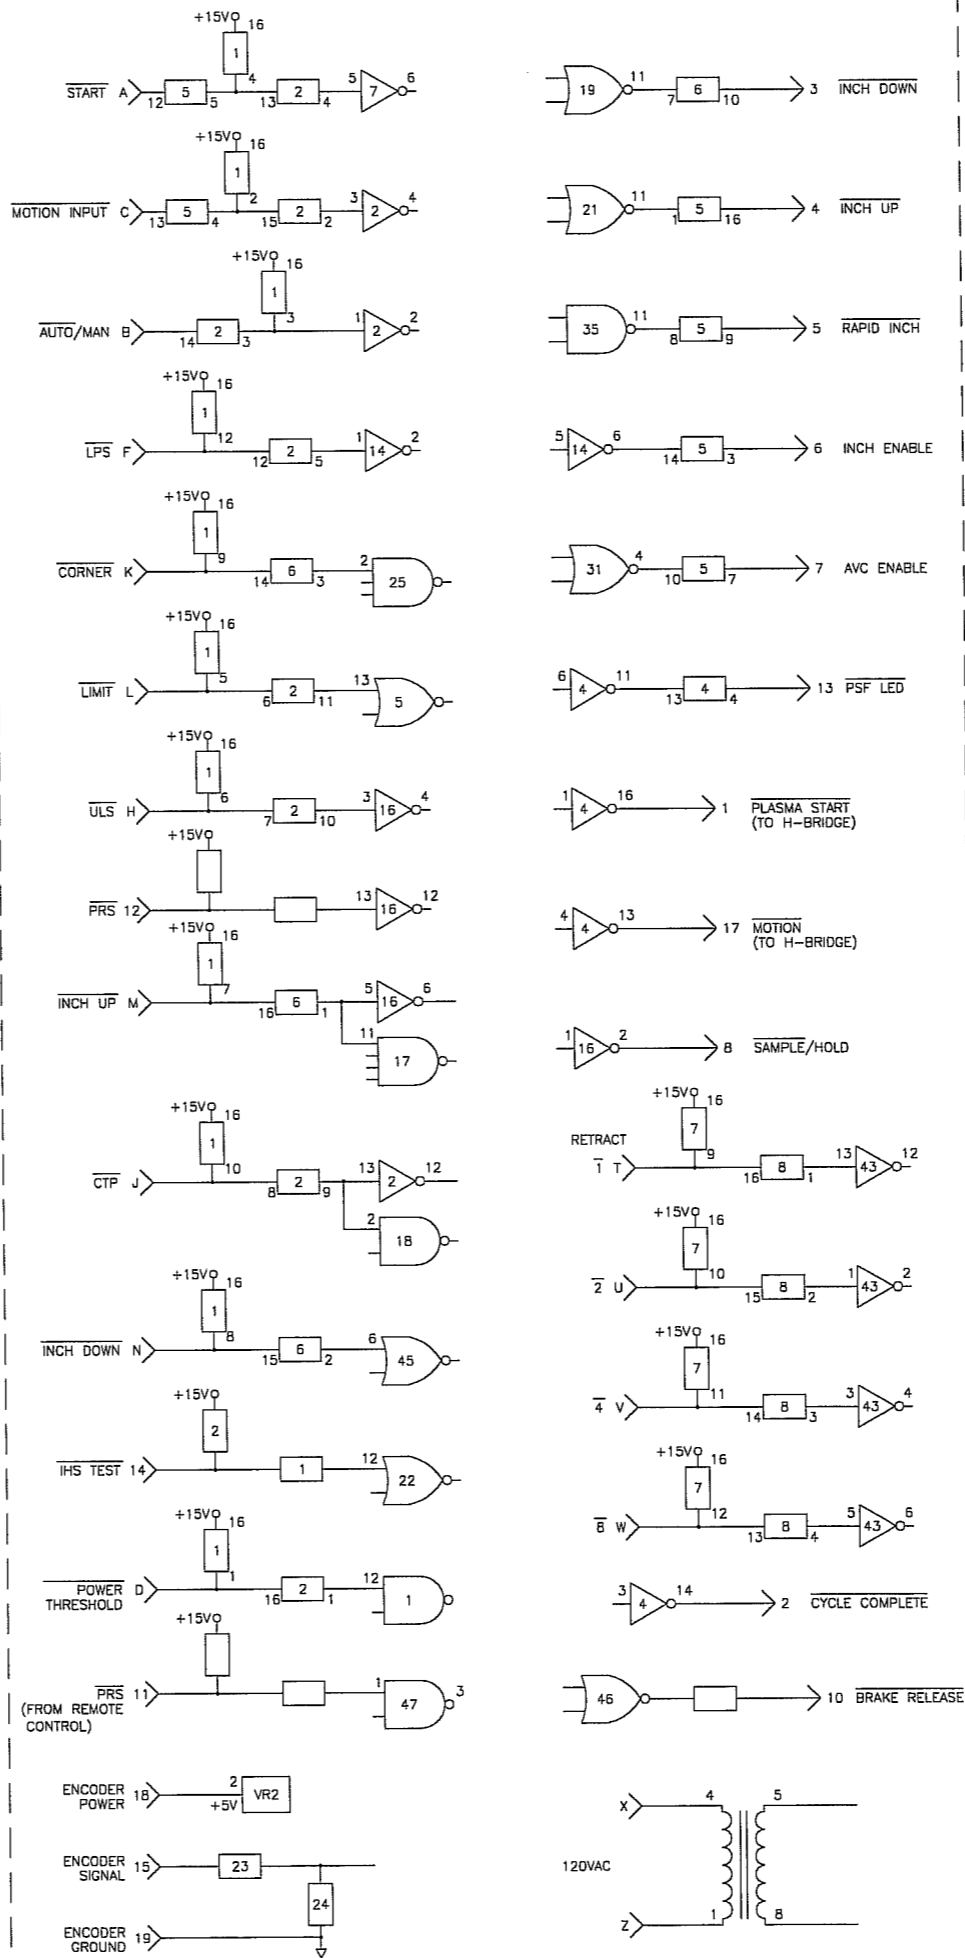 +15V 16
1
4
START A 12 5 5 13 2 4 5 7 6
+15V 16
1
2
MOTION INPUT C 13 5 4 15 2 2 3 2 4
+15V 16
1
3
AUTO/MAN B 14 2 3 1 2 2
+15V 16
1
12
LPS F 12 2 5 1 14 2
+15V 16
1
9
CORNER K 14 6 3 2 25
+15V 16
1
5
LIMIT L 6 2 11 13 5
+15V 16
1
6
ULS H 7 2 10 3 16 4
+15V
PRS 12 13 16 12
+15V 16
1
7
INCH UP M 16 6 1 5 16 6
11 17
+15V 16
1
10
CTP J 8 2 9 13 2 12
2 18
+15V 16
1
8
INCH DOWN N 15 6 2 6 45
+15V
2
IHS TEST 14 1 12 22
+15V 16
1
1
POWER THRESHOLD D 16 2 1 12 1
+15V
PRS 11 1 47 3
(FROM REMOTE
CONTROL)
ENCODER
POWER 18 2 +5V VR2
ENCODER
SIGNAL 15 23
24
ENCODER
GROUND 19
19 11 7 6 10 3 INCH DOWN
21 11 1 5 16 4 INCH UP
35 11 8 5 9 5 RAPID INCH
5 14 6 14 5 3 6 INCH ENABLE
31 4 10 5 7 7 AVC ENABLE
6 4 11 13 4 4 13 PSF LED
1 4 16 1 PLASMA START
(TO H-BRIDGE)
4 4 13 17 MOTION
(TO H-BRIDGE)
1 16 2 8 SAMPLE/HOLD
+15V 16
7
9
RETRACT
1 T 16 8 1 13 43 12
+15V 16
7
10
2 U 15 8 2 1 43 2
+15V 16
7
11
4 V 14 8 3 3 43 4
+15V 16
7
12
8 W 13 8 4 5 43 6
3 4 14 2 CYCLE COMPLETE
46 10 BRAKE RELEASE
X 4 5
120VAC
Z 1 8